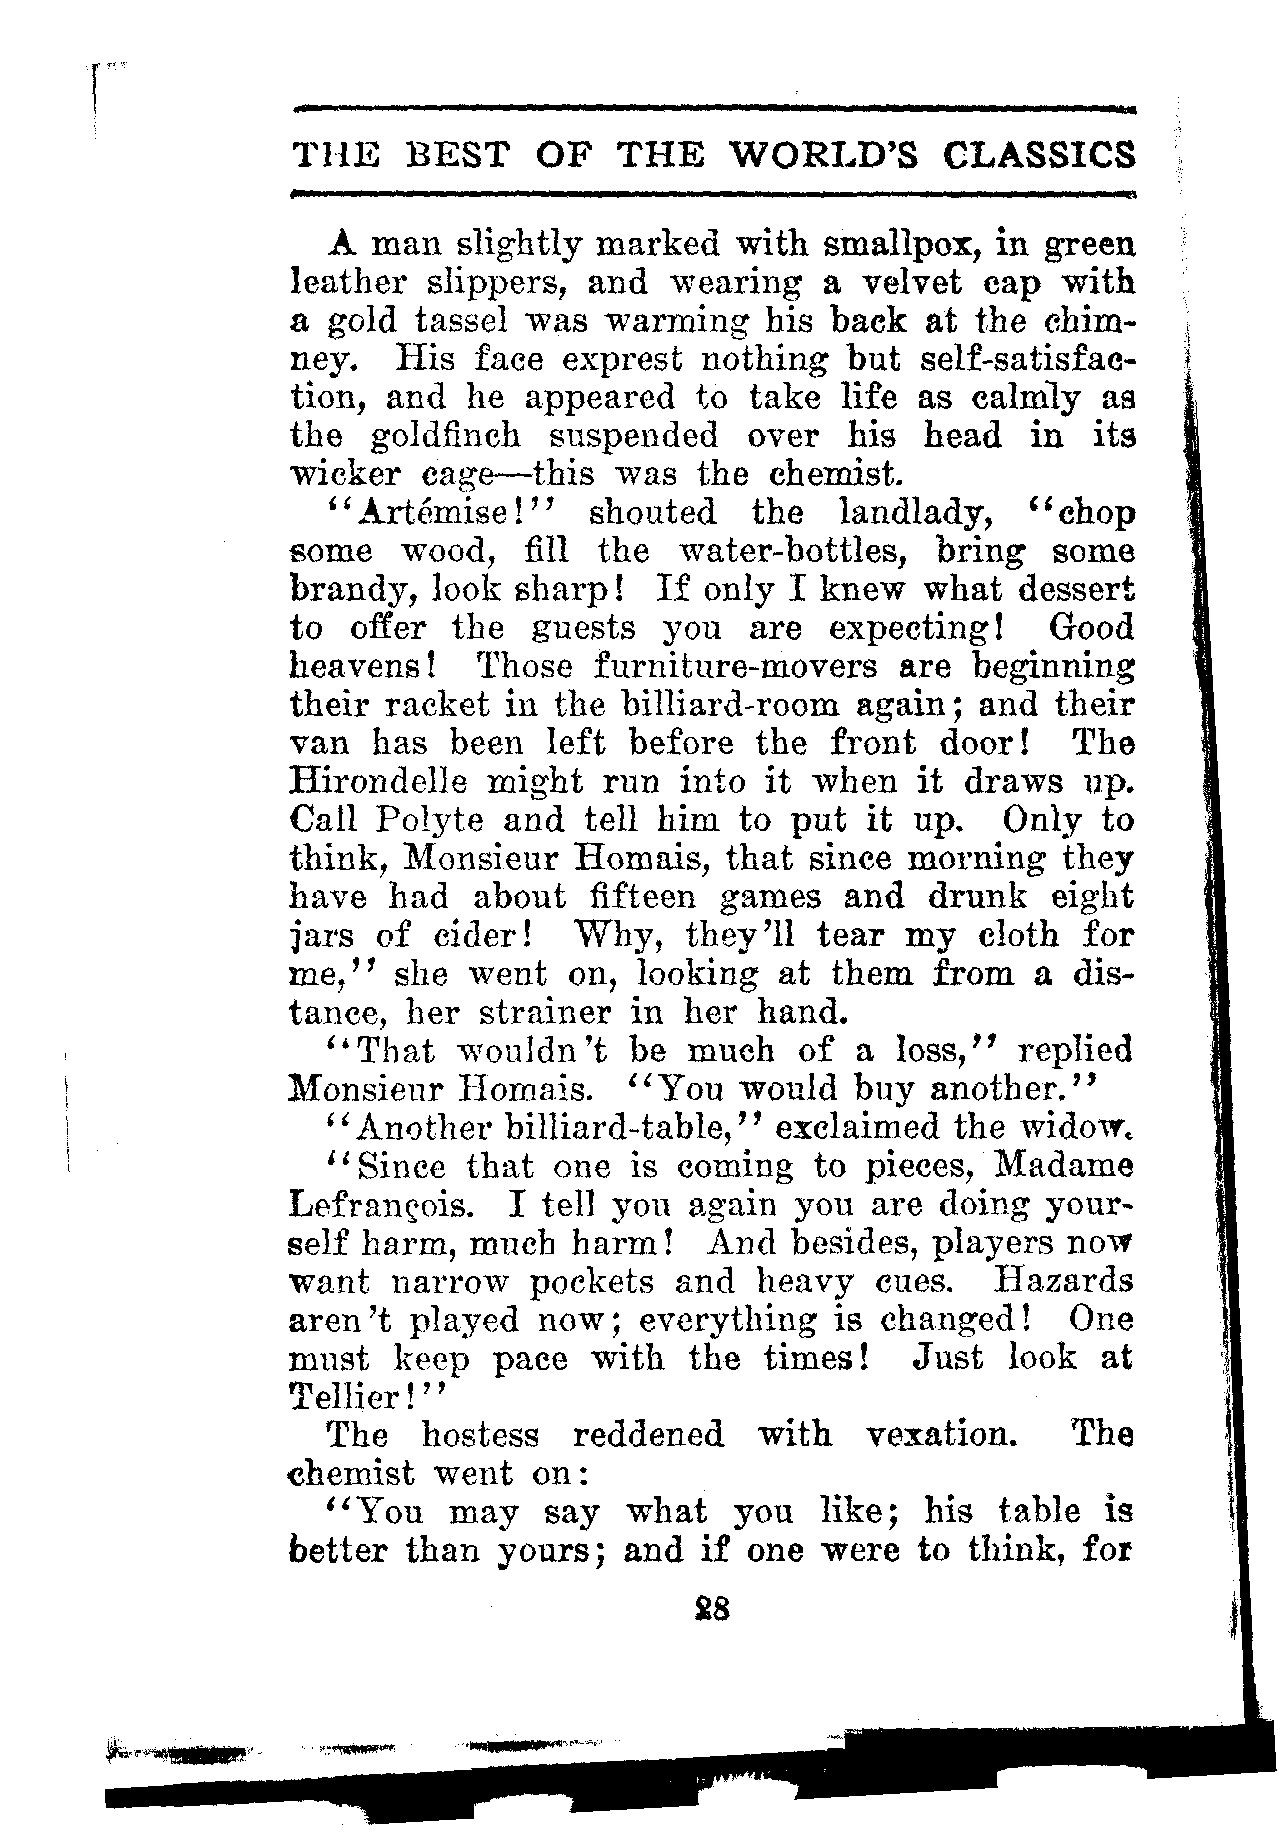 THE BEST OF THE WORLD'S CLASSICS
A man slightly marked with smallpox, in green
leather slippers, and wearing a velvet cap with
a gold tassel was warming his back at the chim-
ney. His face exprest nothing but self-satisfac-
tion, and he appeared to take life as calmly as
the goldfinch suspended over his head in its
wicker cage—this was the chemist.
"Artémise!" shouted the landlady, "chop
some wood, fill the water-bottles, bring some
brandy, look sharp! If only I knew what dessert
to offer the guests you are expecting! Good
heavens! Those furniture-movers are beginning
their racket in the billiard-room again; and their
van has been left before the front door! The
Hirondelle might run into it when it draws up.
Call Polyte and tell him to put it up. Only to
think, Monsieur Homais, that since morning they
have had about fifteen games and drunk eight
jars of cider! Why, they'll tear my cloth for
me," she went on, looking at them from a dis-
tance, her strainer in her hand.
"That wouldn't be much of a loss," replied
Monsieur Homais. "You would buy another."
"Another billiard-table," exclaimed the widow.
"Since that one is coming to pieces, Madame
Lefrançois. I tell you again you are doing your-
self harm, much harm! And besides, players now
want narrow pockets and heavy cues. Hazards
aren't played now; everything is changed! One
must keep pace with the times! Just look at
Tellier!"
The hostess reddened with vexation. The
chemist went on:
"You may say what you like; his table is
better than yours; and if one were to think, for
28